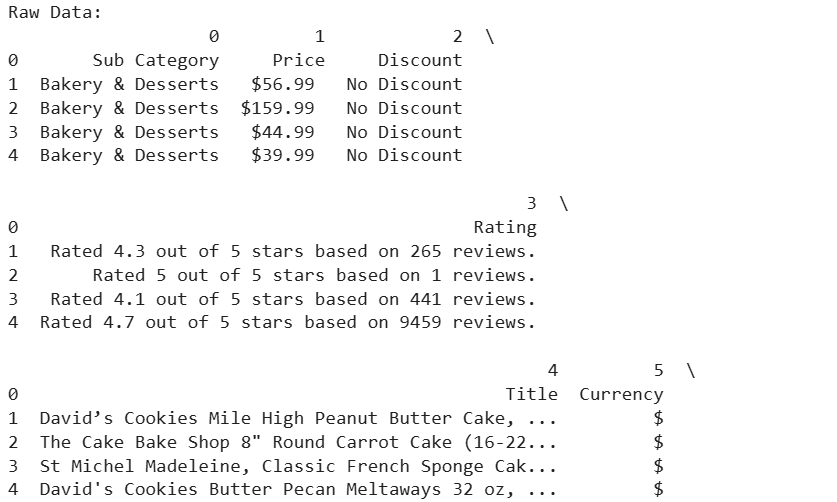 Raw Data:
0 1 2 \
0 Sub Category Price Discount
1 Bakery & Desserts $56.99 No Discount
2 Bakery & Desserts $159.99 No Discount
3 Bakery & Desserts $44.99 No Discount
4 Bakery & Desserts $39.99 No Discount
3 \
0 Rating
1 Rated 4.3 out of 5 stars based on 265 reviews.
2 Rated 5 out of 5 stars based on 1 reviews.
3 Rated 4.1 out of 5 stars based on 441 reviews.
4 Rated 4.7 out of 5 stars based on 9459 reviews.
4 5 \
0 Title Currency
1 David’s Cookies Mile High Peanut Butter Cake, ... $
2 The Cake Bake Shop 8" Round Carrot Cake (16-22... $
3 St Michel Madeleine, Classic French Sponge Cak... $
4 David's Cookies Butter Pecan Meltaways 32 oz, ... $